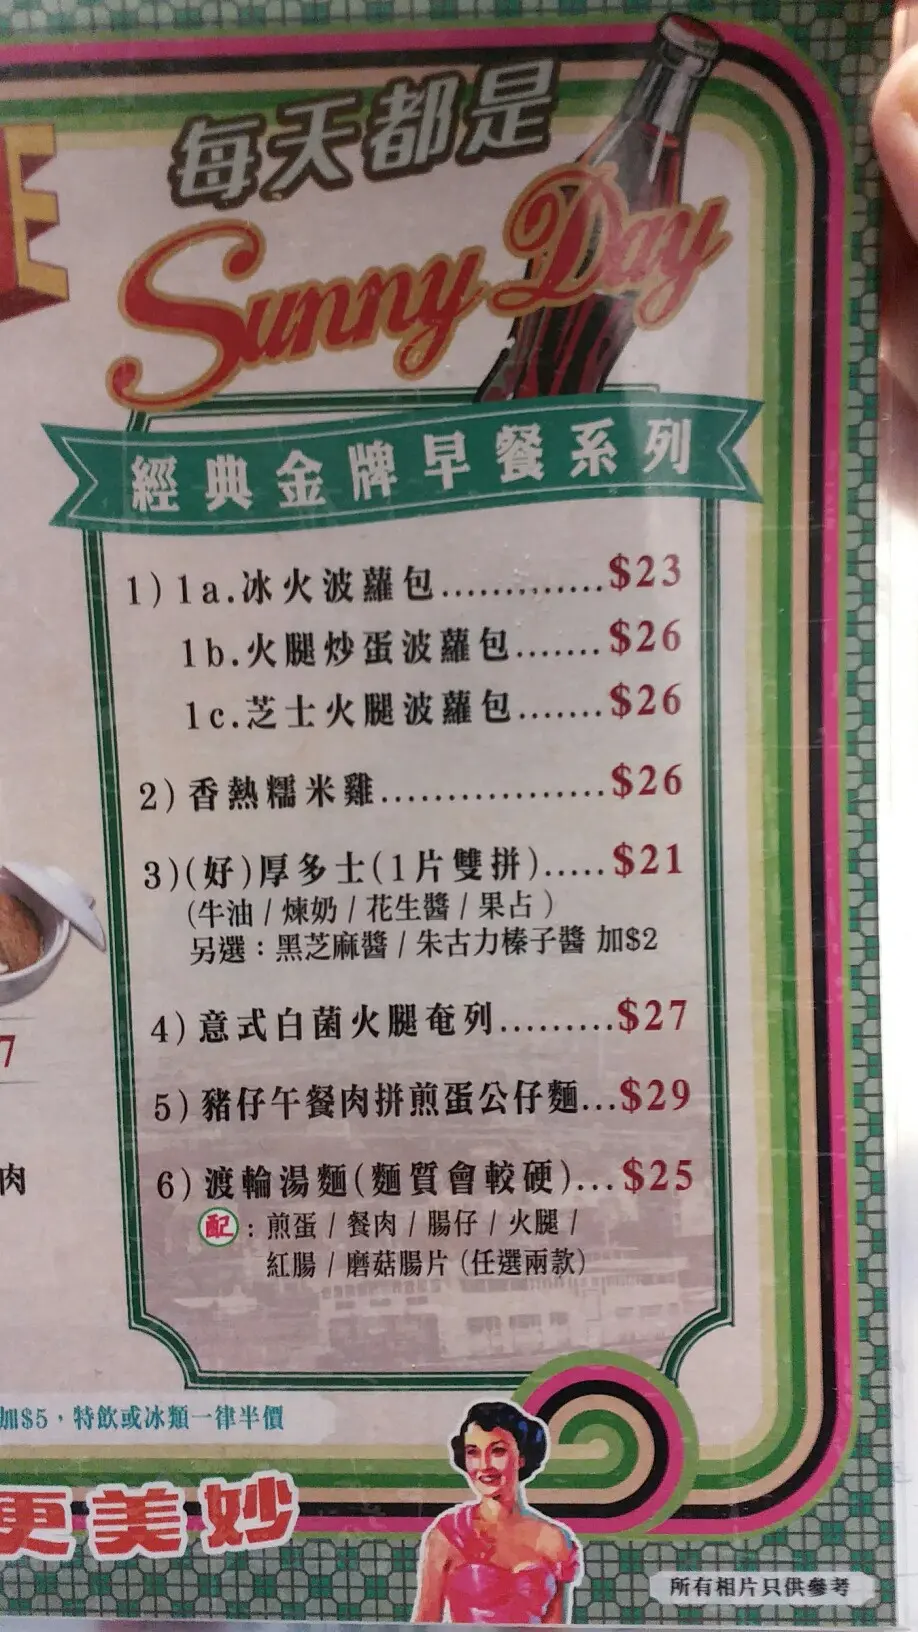 每天都是
Sunny Day
經典金牌早餐系列
1) 1a.冰火波蘿包............$23
1b.火腿炒蛋波蘿包.......$26
1c.芝士火腿波蘿包.......$26
2) 香熱糯米雞.................$26
3)(好)厚多士(1片雙拼).....$21
(牛油 / 煉奶 / 花生醬 / 果占 )
另選：黑芝麻醬 / 朱古力榛子醬 加$2
4) 意式白菌火腿奄列.........$27
5) 豬仔午餐肉拼煎蛋公仔麵...$29
6) 渡輪湯麵(麵質會較硬)...$25
配：煎蛋 / 餐肉 / 腸仔 / 火腿 /
紅腸 / 蘑菇腸片 (任選兩款)
E
7
肉
加$5，特飲或冰類一律半價
更美妙
所有相片只供參考